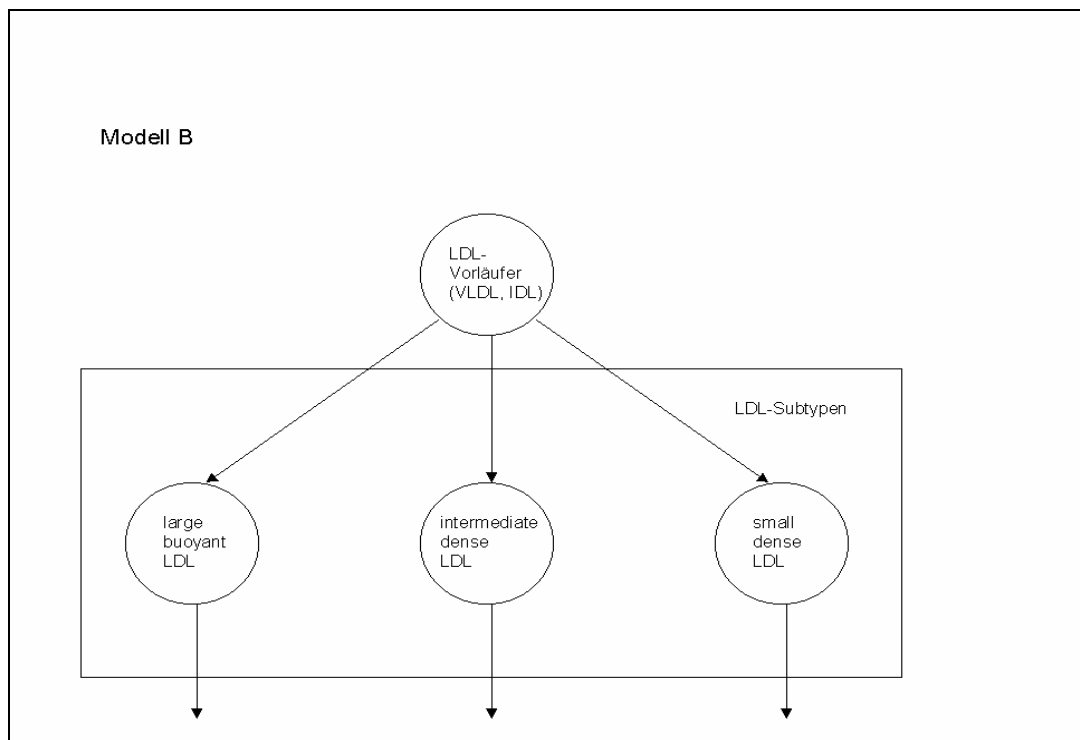 Modell B
LDL-
Vorläufer
(VLDL, IDL)
LDL-Subtypen
large
buoyant
LDL
intermediate
dense
LDL
small
dense
LDL